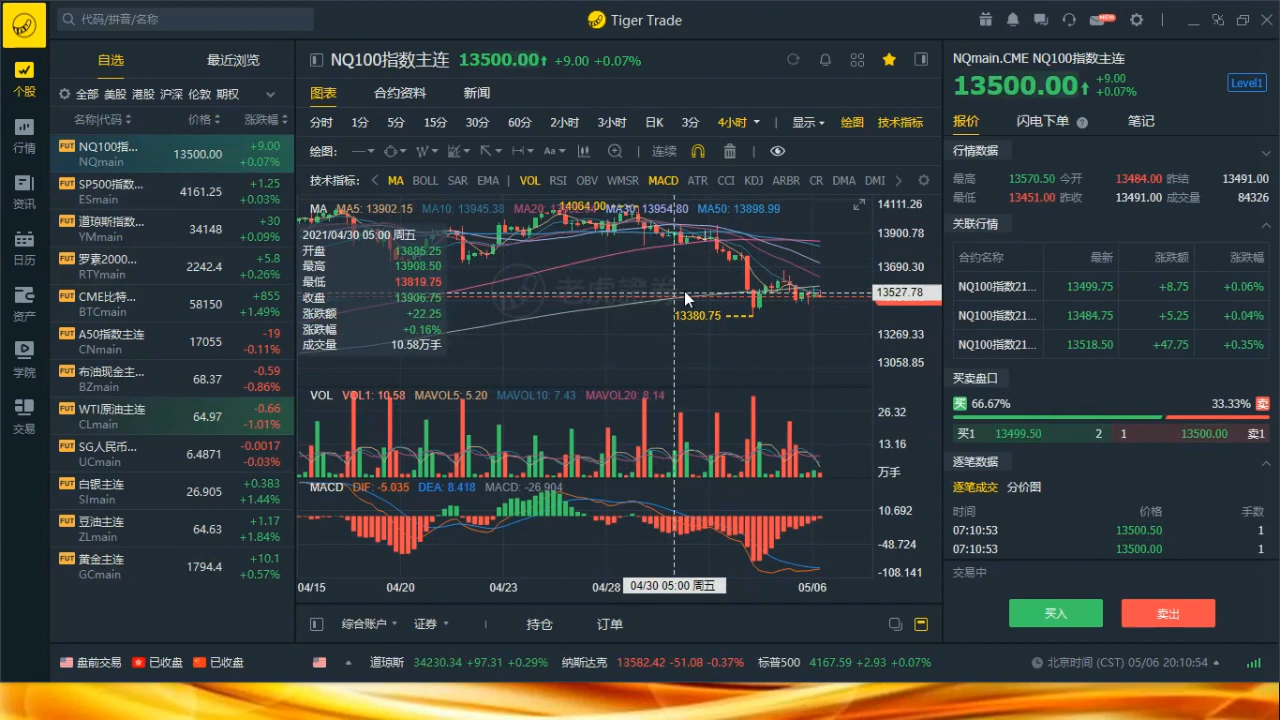 代码/拼音/名称
Tiger Trade
NEW
个股
行情
资讯
日历
资产
学院
交易
自选
最近浏览
全部 美股 港股 沪深 伦敦 期权
名称|代码 价格 涨跌幅
FUT NQ100指... 13500.00 +9.00
NQmain +0.07%
FUT SP500指数... 4161.25 +1.25
ESmain +0.03%
FUT 道琼斯指数... 34148 +30
YMmain +0.09%
FUT 罗素2000... 2242.4 +5.8
RTYmain +0.26%
FUT CME比特... 58150 +855
BTCmain +1.49%
FUT A50指数主连 17055 -19
CNmain -0.11%
FUT 布油现金主... 68.37 -0.59
BZmain -0.86%
FUT WTI原油主连 64.97 -0.66
CLmain -1.01%
FUT SG人民币... 6.4871 -0.0017
UCmain -0.03%
FUT 白银主连 26.905 +0.383
SImain +1.44%
FUT 豆油主连 64.63 +1.17
ZLmain +1.84%
FUT 黄金主连 1794.4 +10.1
GCmain +0.57%
NQ100指数主连 13500.00 +9.00 +0.07%
图表 合约资料 新闻
分时 1分 5分 15分 30分 60分 2小时 3小时 日K 3分 4小时 显示 绘图 技术指标
绘图: W Aa 连续
技术指标: MA BOLL SAR EMA | VOL RSI OBV WMSR MACD ATR CCI KDJ ARBR CR DMA DMI
MA MA5: 13902.15 MA10: 13945.38 MA30: 13954.80 MA50: 13898.99
14064.00
2021/04/30 05:00 周五
开盘 13885.25
最高 13908.50
最低 13819.75
收盘 13906.75
涨跌额 +22.25
涨跌幅 +0.16%
成交量 10.58万手
老虎證券
13380.75
14111.26
13900.78
13690.30
13527.78
13269.33
13058.85
VOL VOL1: 10.58 MAVOL5: 5.20 MAVOL10: 7.43 MAVOL20: 8.14
26.32
13.16
万手
MACD DIF: -5.035 DEA: 8.418 MACD: -26.904
10.692
-48.724
-108.141
04/15 04/20 04/23 04/28 04/30 05:00 周五 05/06
综合账户 证券 持仓 订单
NQmain.CME NQ100指数主连
13500.00 +9.00
+0.07%
Level1
报价 闪电下单 笔记
行情数据
最高 13570.50 今开 13484.00 昨结 13491.00
最低 13451.00 昨收 13491.00 成交量 84326
关联行情
合约名称 最新 涨跌额 涨跌幅
NQ100指数21... 13499.75 +8.75 +0.06%
NQ100指数21... 13484.75 +5.25 +0.04%
NQ100指数21... 13518.50 +47.75 +0.35%
买卖盘口
买 66.67% 33.33% 卖
买1 13499.50 2 1 13500.00 卖1
逐笔数据
逐笔成交 分价图
时间 价格 手数
07:10:53 13500.50 1
07:10:53 13500.00 1
交易中
买入 卖出
盘前交易 已收盘 已收盘 道琼斯 34230.34 +97.31 +0.29% 纳斯达克 13582.42 -51.08 -0.37% 标普500 4167.59 +2.93 +0.07% 北京时间 (CST) 05/06 20:10:54